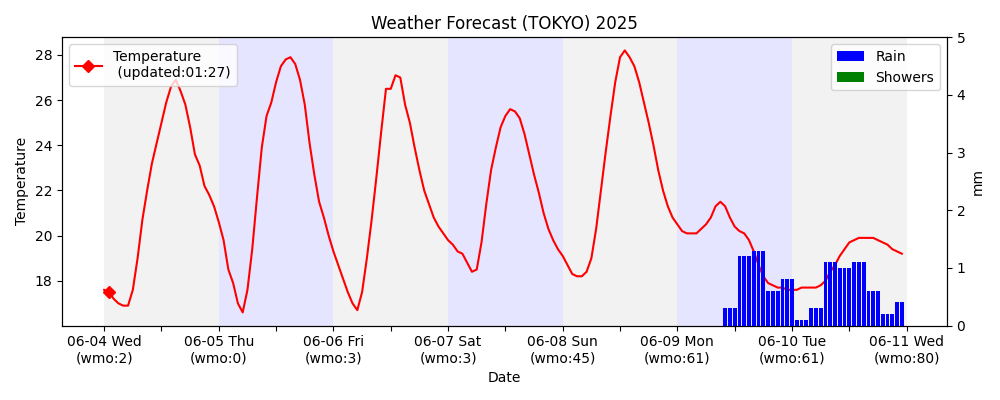 Weather Forecast (TOKYO) 2025
Temperature
(updated:01:27)
Rain
Showers
28
26
24
22
20
18
Temperature
5
4
3
2
1
0
mm
06-04 Wed
(wmo:2)
06-05 Thu
(wmo:0)
06-06 Fri
(wmo:3)
06-07 Sat
(wmo:3)
06-08 Sun
(wmo:45)
06-09 Mon
(wmo:61)
06-10 Tue
(wmo:61)
06-11 Wed
(wmo:80)
Date